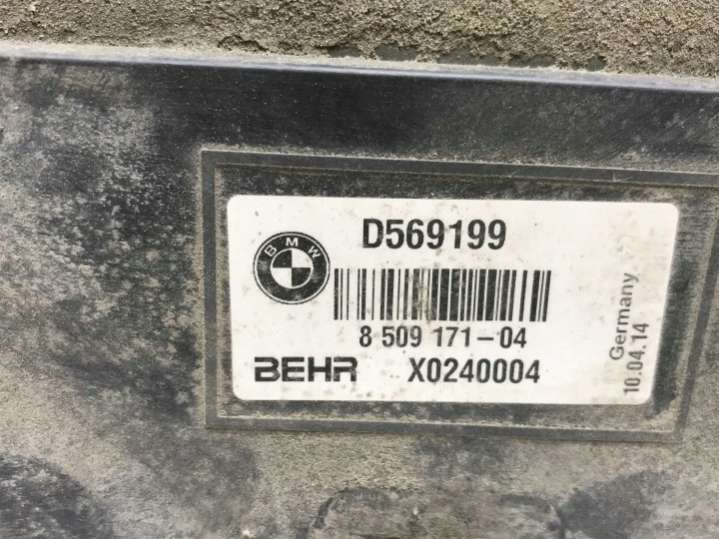 D569199
BMW
8 509 171-04
BEHR X0240004
Germany
10.04.14